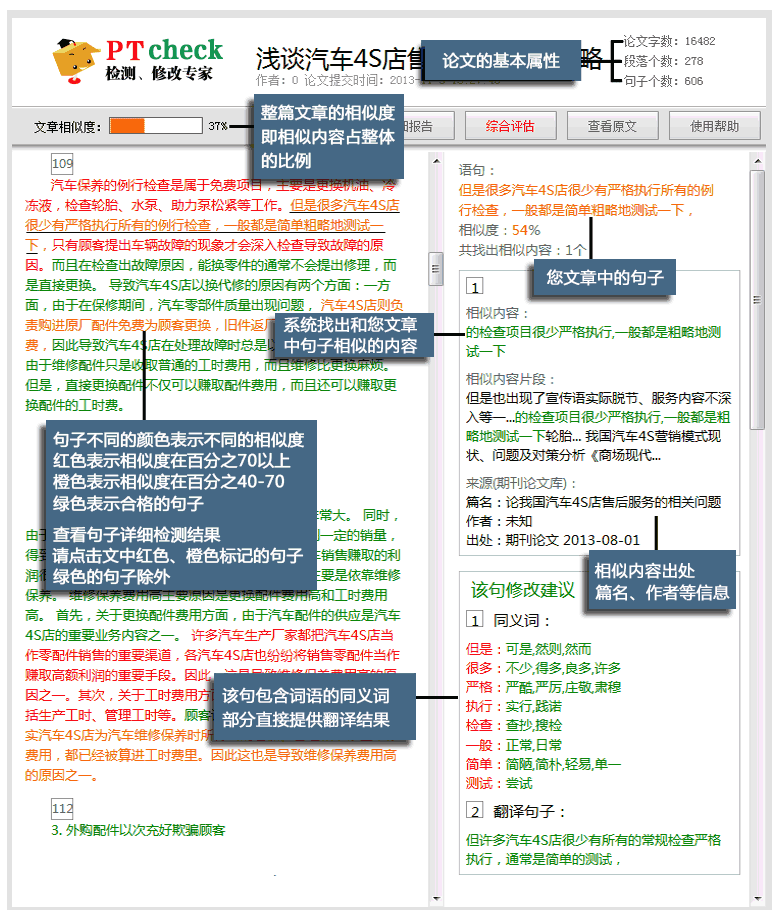 PT check
检测、修改专家
浅谈汽车4S店售
略
论文的基本属性
论文字数：16482
段落个数：278
句子个数：606
作者：0 论文提交时间：2013-
文章相似度：
37%
整篇文章的相似度
即相似内容占整体
的比例
报告
综合评估
查看原文
使用帮助
109
汽车保养的例行检查是属于免费项目，主要是更换机油、冷
冻液，检查轮胎、水泵、助力泵松紧等工作。但是很多汽车4S店
很少有严格执行所有的例行检查，一般都是简单粗略地测试一
下，只有顾客提出车辆故障的现象才会深入检查导致故障的原
因。而且在检查出故障原因，能换零件的通常不会提出修理，而
是直接更换。 导致汽车4S店以换代修的原因有两个方面：一方
面，由于在保修期间，汽车零部件质量出现问题， 汽车4S店则负
责购进原厂配件免费为顾客更换，旧件返厂
费，因此导致汽车4S店在处理故障时总是以
由于维修配件只是收取普通的工时费用，而且维修比更换麻烦。
但是，直接更换配件不仅可以赚取配件费用，而且还可以赚取更
换配件的工时费。
系统找出和您文章
中句子相似的内容
句子不同的颜色表示不同的相似度
红色表示相似度在百分之70以上
橙色表示相似度在百分之40-70
绿色表示合格的句子
查看句子详细检测结果
请点击文中红色、橙色标记的句子
绿色的句子除外
常大。 同时，
由于
一定的销量，
得到
车销售赚取的利
润很
主要是依靠维修
保养。 维修保养费用高主要原因是更换配件费用高和工时费用
高。 首先，关于更换配件费用方面，由于汽车配件的供应是汽车
4S店的重要业务内容之一。 许多汽车生产厂家都把汽车4S店当
作零配件销售的重要渠道，各汽车4S店也纷纷将销售零配件当作
赚取高额利润的重要手段。因此，这是导致维修保养费用高的原
因之一。其次，关于工时费用方面
括生产工时、管理工时等。顾客
实汽车4S店为汽车维修保养时所
费用，都已经被算进工时费里。因此这也是导致维修保养费用高
的原因之一。
该句包含词语的同义词
部分直接提供翻译结果
112
3. 外购配件以次充好欺骗顾客
语句：
但是很多汽车4S店很少有严格执行所有的例
行检查，一般都是简单粗略地测试一下，
相似度：54%
共找出相似内容：1个
您文章中的句子
1
相似内容：
的检查项目很少严格执行,一般都是粗略地测
试一下
相似内容片段：
但是也出现了宣传语实际脱节、服务内容不深
入等一...的检查项目很少严格执行,一般都是粗
略地测试一下轮胎... 我国汽车4S营销模式现
状、问题及对策分析《商场现代...
来源(期刊论文库)：
篇名：论我国汽车4S店售后服务的相关问题
作者：未知
出处：期刊论文 2013-08-01
相似内容出处
篇名、作者等信息
该句修改建议
1 同义词：
但是：可是,然则,然而
很多：不少,得多,良多,许多
严格：严酷,严厉,庄敬,肃穆
执行：实行,践诺
检查：查抄,搜检
一般：正常,日常
简单：简陋,简朴,轻易,单一
测试：尝试
2 翻译句子：
但许多汽车4S店很少有所有的常规检查严格
执行，通常是简单的测试，